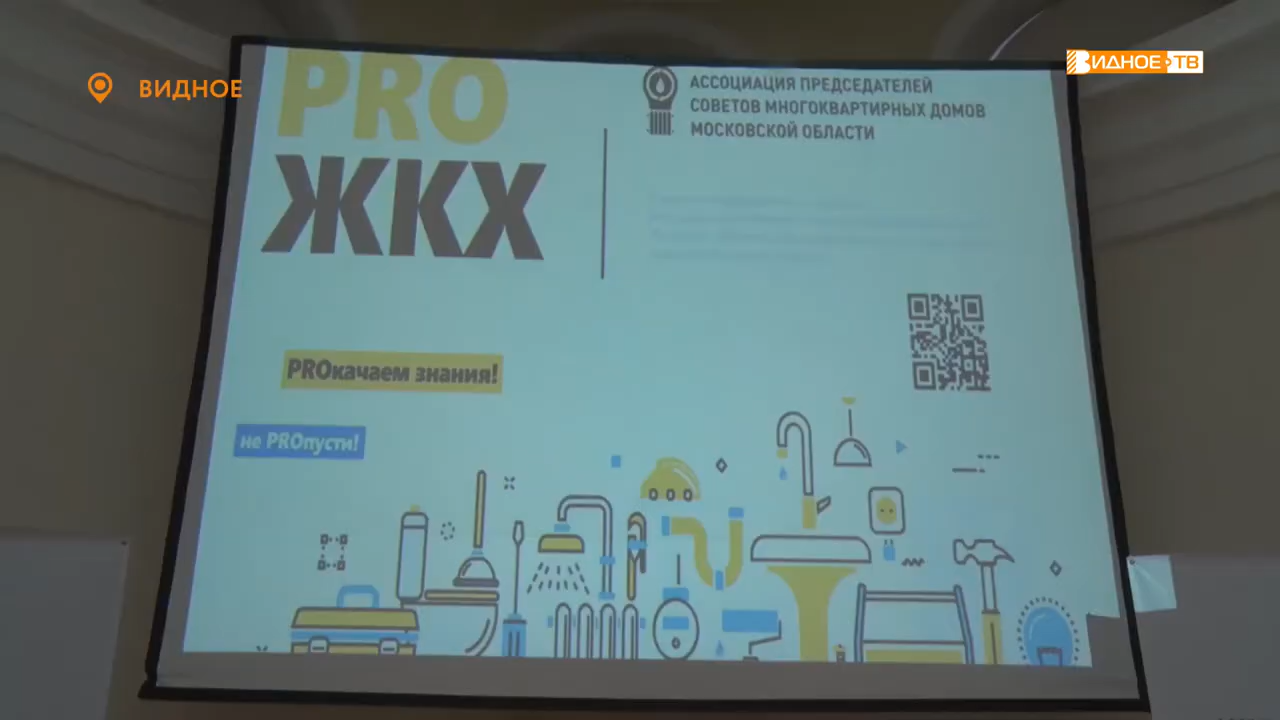 ВИДНОЕ
ВИДНОЕ-ТВ
PRO
ЖКХ
АССОЦИАЦИЯ ПРЕДСЕДАТЕЛЕЙ
СОВЕТОВ МНОГОКВАРТИРНЫХ ДОМОВ
МОСКОВСКОЙ ОБЛАСТИ
PROкачаем знания!
не PROпусти!